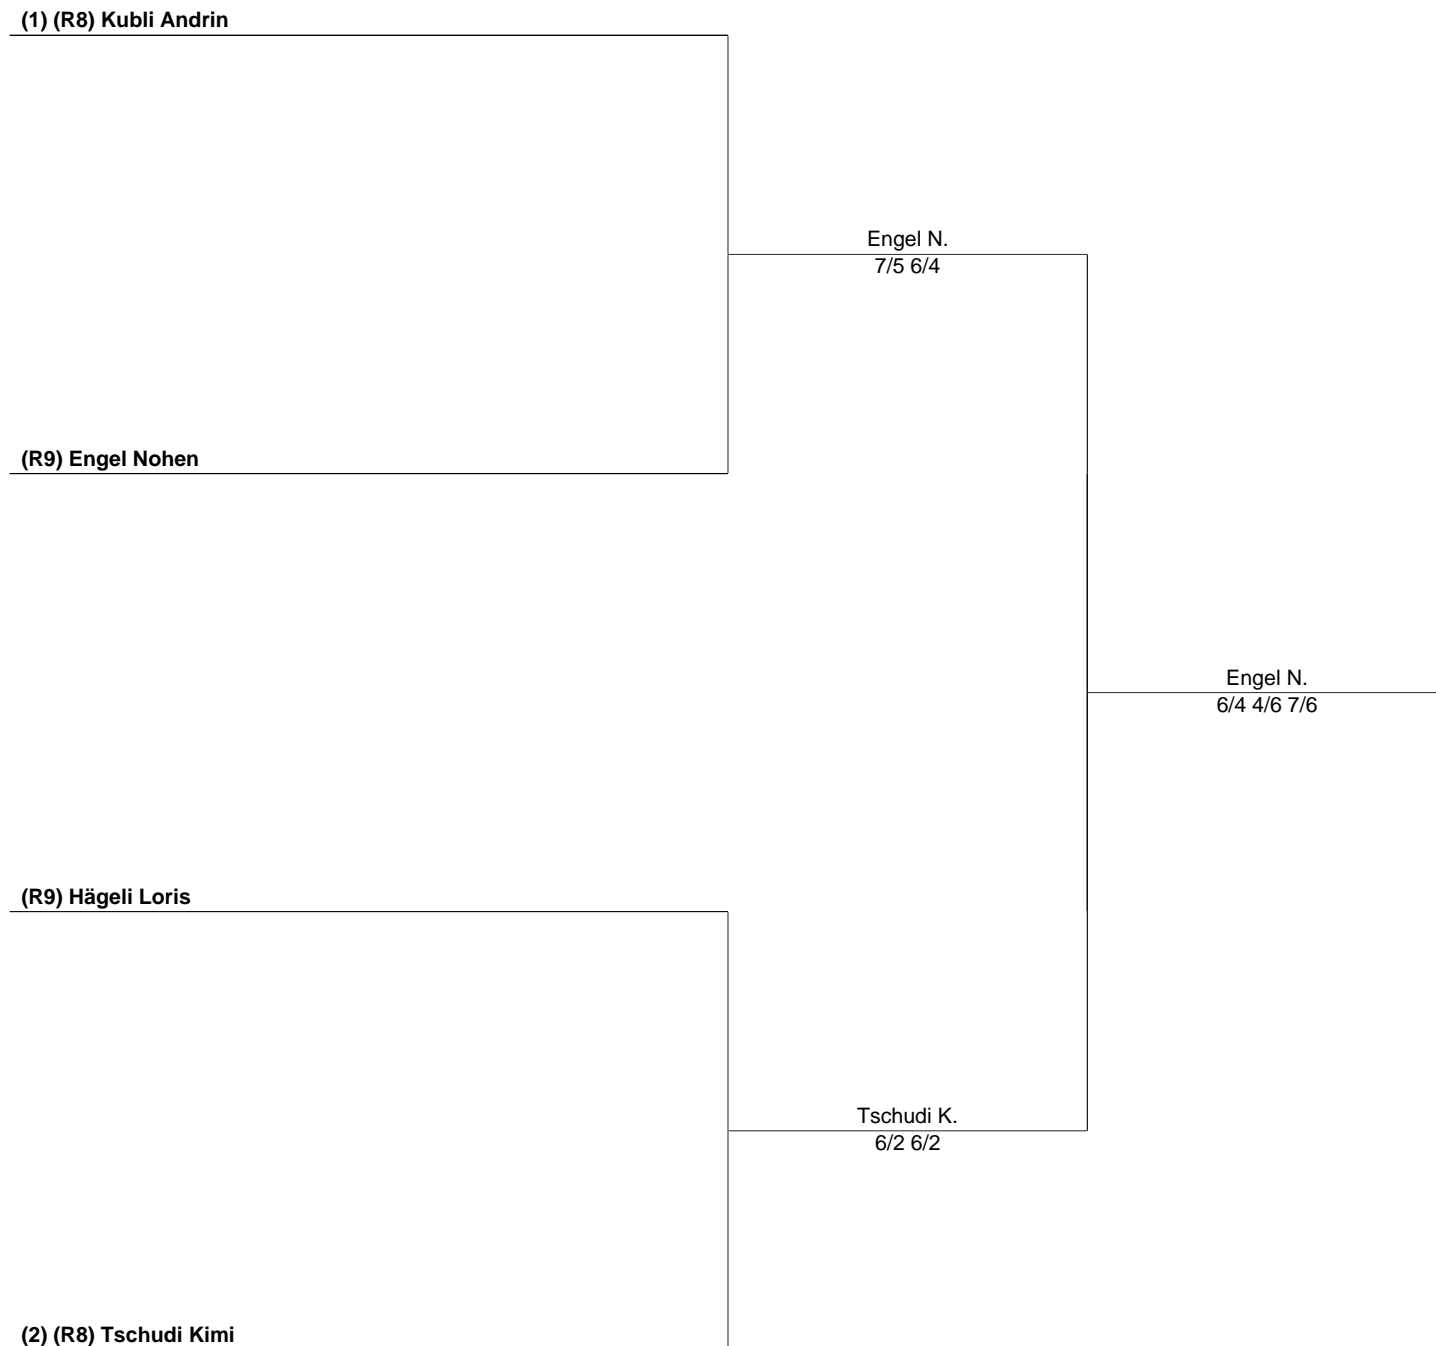 (1) (R8) Kubli Andrin
Engel N.
7/5 6/4
(R9) Engel Nohen
Engel N.
6/4 4/6 7/6
(R9) Hägeli Loris
Tschudi K.
6/2 6/2
(2) (R8) Tschudi Kimi